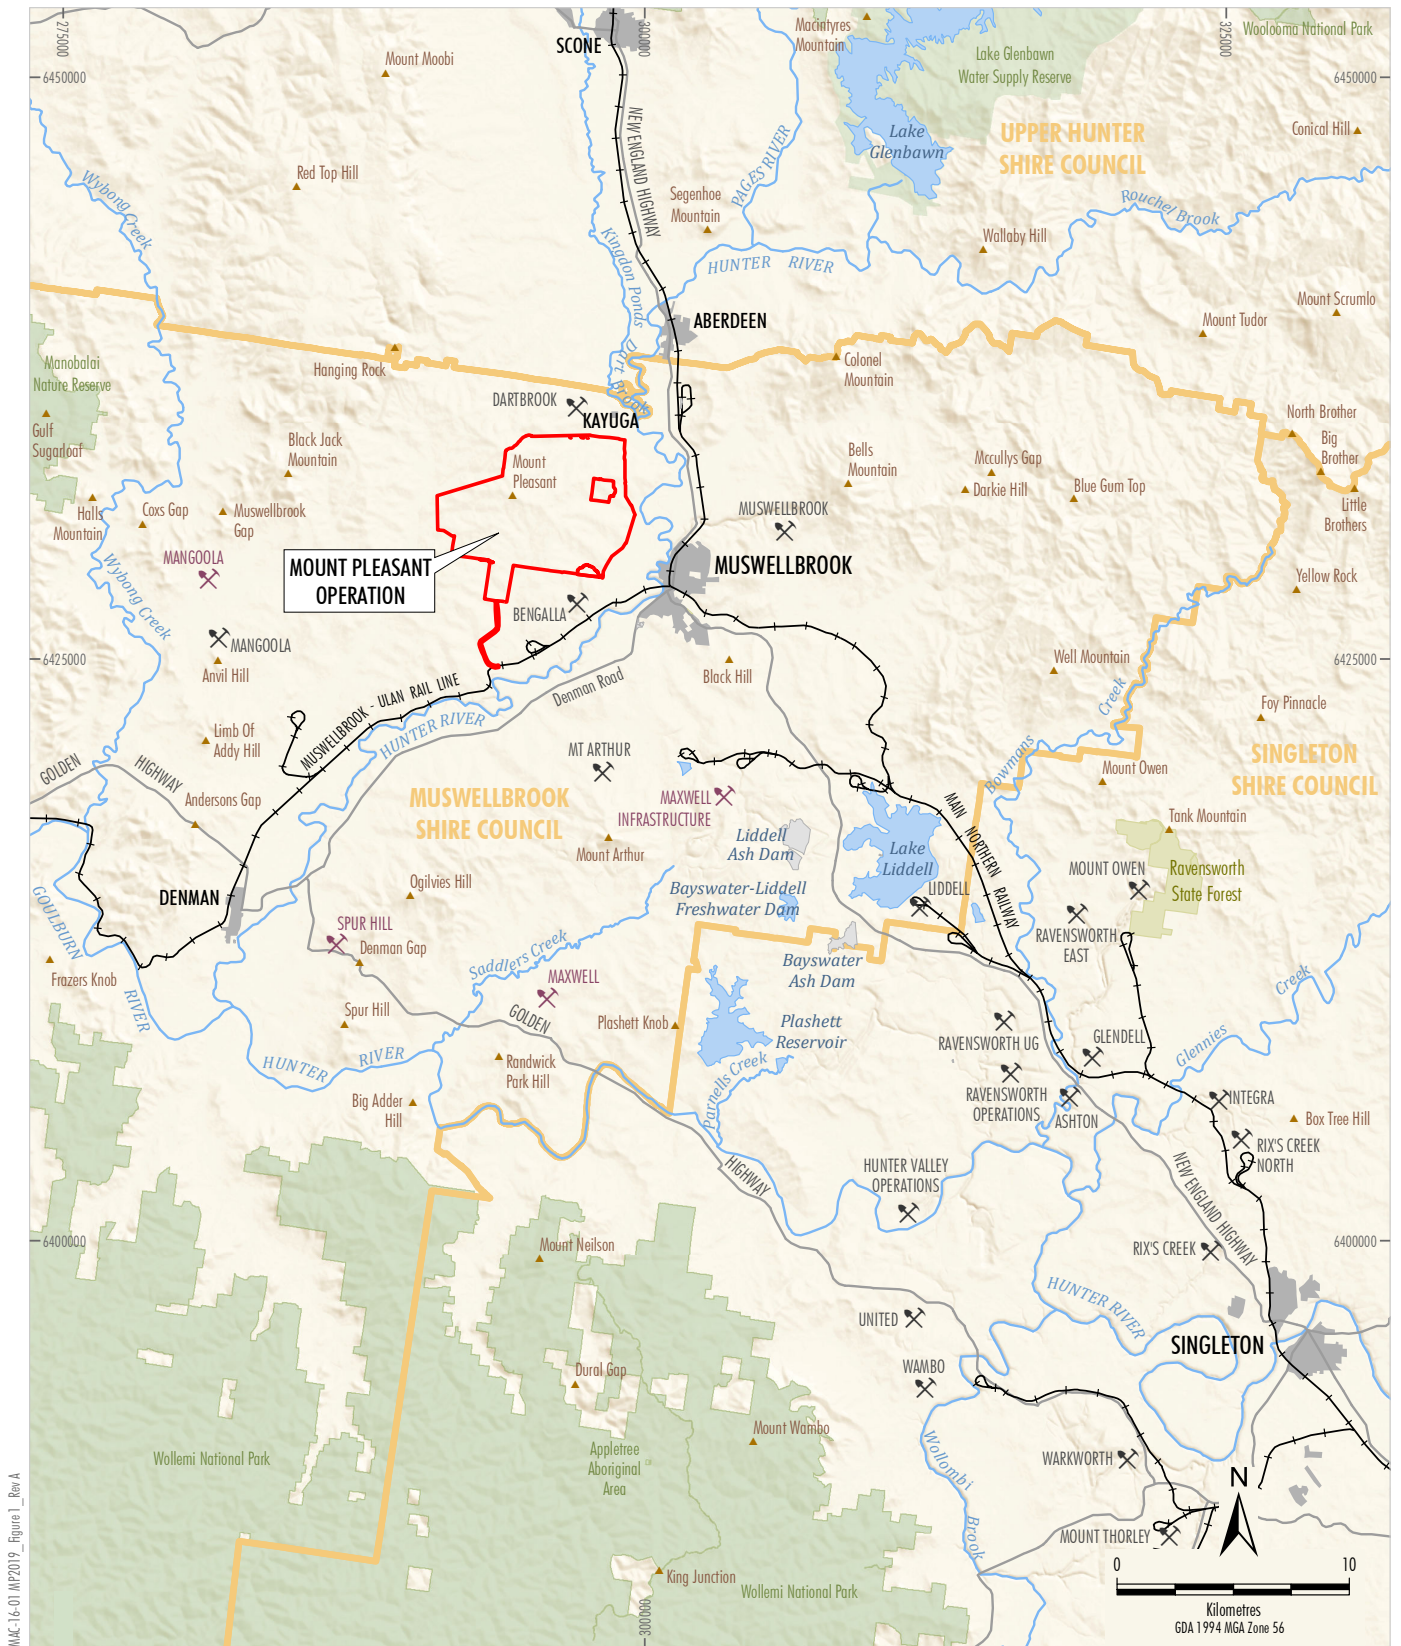 275000
300000
325000
SCONE
Macintyres
Mountain
Woolooma National Park
Mount Moobi
Lake Glenbawn
Water Supply Reserve
6450000
6450000
NEW ENGLAND HIGHWAY
Lake
Glenbawn
UPPER HUNTER
SHIRE COUNCIL
Conical Hill
PAGES RIVER
Red Top Hill
Wybong Creek
Segenhoe
Mountain
Rouchel Brook
Wallaby Hill
Kingdon Ponds
HUNTER RIVER
Mount Scrumlo
ABERDEEN
Mount Tudor
Manobalai
Nature Reserve
Hanging Rock
Dart Brook
Colonel
Mountain
DARTBROOK
KAYUGA
North Brother
Gulf
Sugarloaf
Black Jack
Mountain
Big
Brother
Mount
Pleasant
Bells
Mountain
Mccullys Gap
Darkie Hill
Blue Gum Top
Little
Brothers
Halls
Mountain
Coxs Gap
Muswellbrook
Gap
MUSWELLBROOK
MANGOOLA
MOUNT PLEASANT
OPERATION
MUSWELLBROOK
Yellow Rock
Wybong Creek
BENGALLA
MANGOOLA
6425000
6425000
Anvil Hill
Black Hill
Well Mountain
MUSWELLBROOK - ULAN RAIL LINE
Denman Road
Creek
Foy Pinnacle
HUNTER RIVER
Limb Of
Addy Hill
MT ARTHUR
Bowmans
SINGLETON
SHIRE COUNCIL
GOLDEN
HIGHWAY
Mount Owen
Andersons Gap
MUSWELLBROOK
SHIRE COUNCIL
MAXWELL
INFRASTRUCTURE
MAIN NORTHERN RAILWAY
Tank Mountain
Liddell
Ash Dam
Mount Arthur
Lake
Liddell
MOUNT OWEN
Ravensworth
State Forest
Ogilvies Hill
Bayswater-Liddell
Freshwater Dam
LIDDELL
DENMAN
GOULBURN
SPUR HILL
RAVENSWORTH
EAST
Denman Gap
Saddlers Creek
Bayswater
Ash Dam
Frazers Knob
MAXWELL
Creek
RIVER
Spur Hill
GOLDEN
Plashett Knob
Plashett
Reservoir
RAVENSWORTH UG
GLENDELL
Glennies
HUNTER RIVER
Randwick
Park Hill
Parnells Creek
RAVENSWORTH
OPERATIONS
INTEGRA
Big Adder
Hill
ASHTON
Box Tree Hill
RIX'S CREEK
NORTH
HIGHWAY
HUNTER VALLEY
OPERATIONS
NEW ENGLAND HIGHWAY
6400000
6400000
Mount Neilson
RIX'S CREEK
HUNTER RIVER
UNITED
SINGLETON
WAMBO
Dural Gap
Mount Wambo
Wollemi National Park
Appletree
Aboriginal
Area
Wollombi
Brook
WARKWORTH
N
MOUNT THORLEY
King Junction
Wollemi National Park
0
10
Kilometres
GDA 1994 MGA Zone 56
300000
MAC-16-01 MP2019_Figure1_Rev A